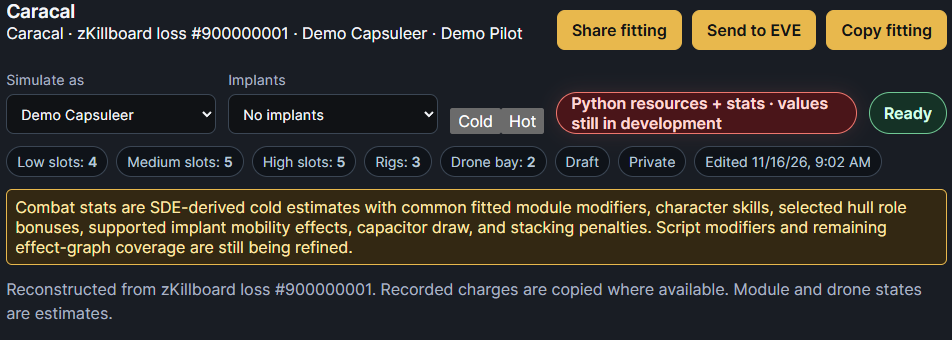 Caracal
Caracal · zKillboard loss #900000001 · Demo Capsuleer · Demo Pilot
Share fitting
Send to EVE
Copy fitting
Simulate as
Implants
Demo Capsuleer
No implants
Cold
Hot
Python resources + stats · values
still in development
Ready
Low slots: 4
Medium slots: 5
High slots: 5
Rigs: 3
Drone bay: 2
Draft
Private
Edited 11/16/26, 9:02 AM
Combat stats are SDE-derived cold estimates with common fitted module modifiers, character skills, selected hull role
bonuses, supported implant mobility effects, capacitor draw, and stacking penalties. Script modifiers and remaining
effect-graph coverage are still being refined.
Reconstructed from zKillboard loss #900000001. Recorded charges are copied where available. Module and drone states
are estimates.